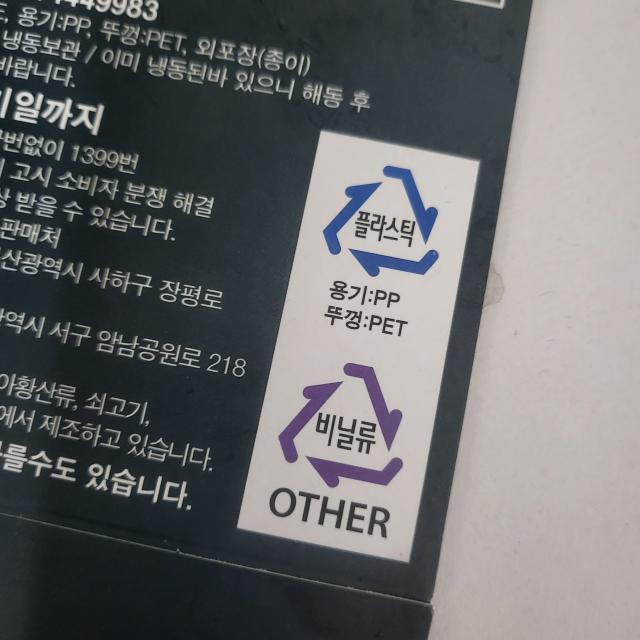 449983
용기:PP, 뚜껑:PET, 외포장(종이)
냉동보관 / 이미 냉동된바 있으니 해동 후
바랍니다.
일까지
국번없이 1399번
고시 소비자 분쟁 해결
받을 수 있습니다.
판매처
산광역시 사하구 장평로
역시 서구 암남공원로 218
아황산류, 쇠고기,
에서 제조하고 있습니다.
를수도 있습니다.
플라스틱
용기:PP
뚜껑:PET
비닐류
OTHER